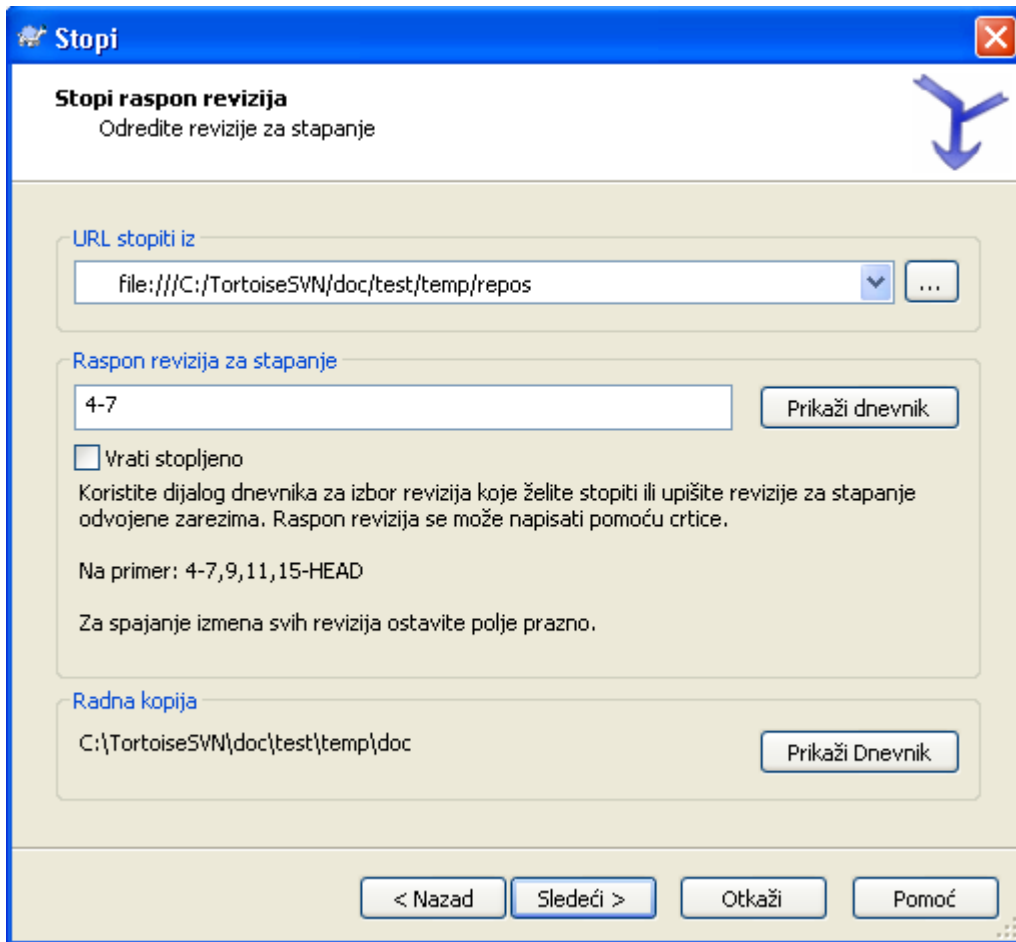 Stopi
Stopi raspon revizija
Odredite revizije za stapanje
URL stopiti iz
file:///C:/TortoiseSVN/doc/test/temp/repos
...
Raspon revizija za stapanje
4-7
Prikaži dnevnik
Vrati stopljeno
Koristite dijalog dnevnika za izbor revizija koje želite stopiti ili upišite revizije za stapanje
odvojene zarezima. Raspon revizija se može napisati pomoću crtice.
Na primer: 4-7,9,11,15-HEAD
Za spajanje izmena svih revizija ostavite polje prazno.
Radna kopija
C:\TortoiseSVN\doc\test\temp\doc
Prikaži Dnevnik
< Nazad
Sledeći >
Otkaži
Pomoć